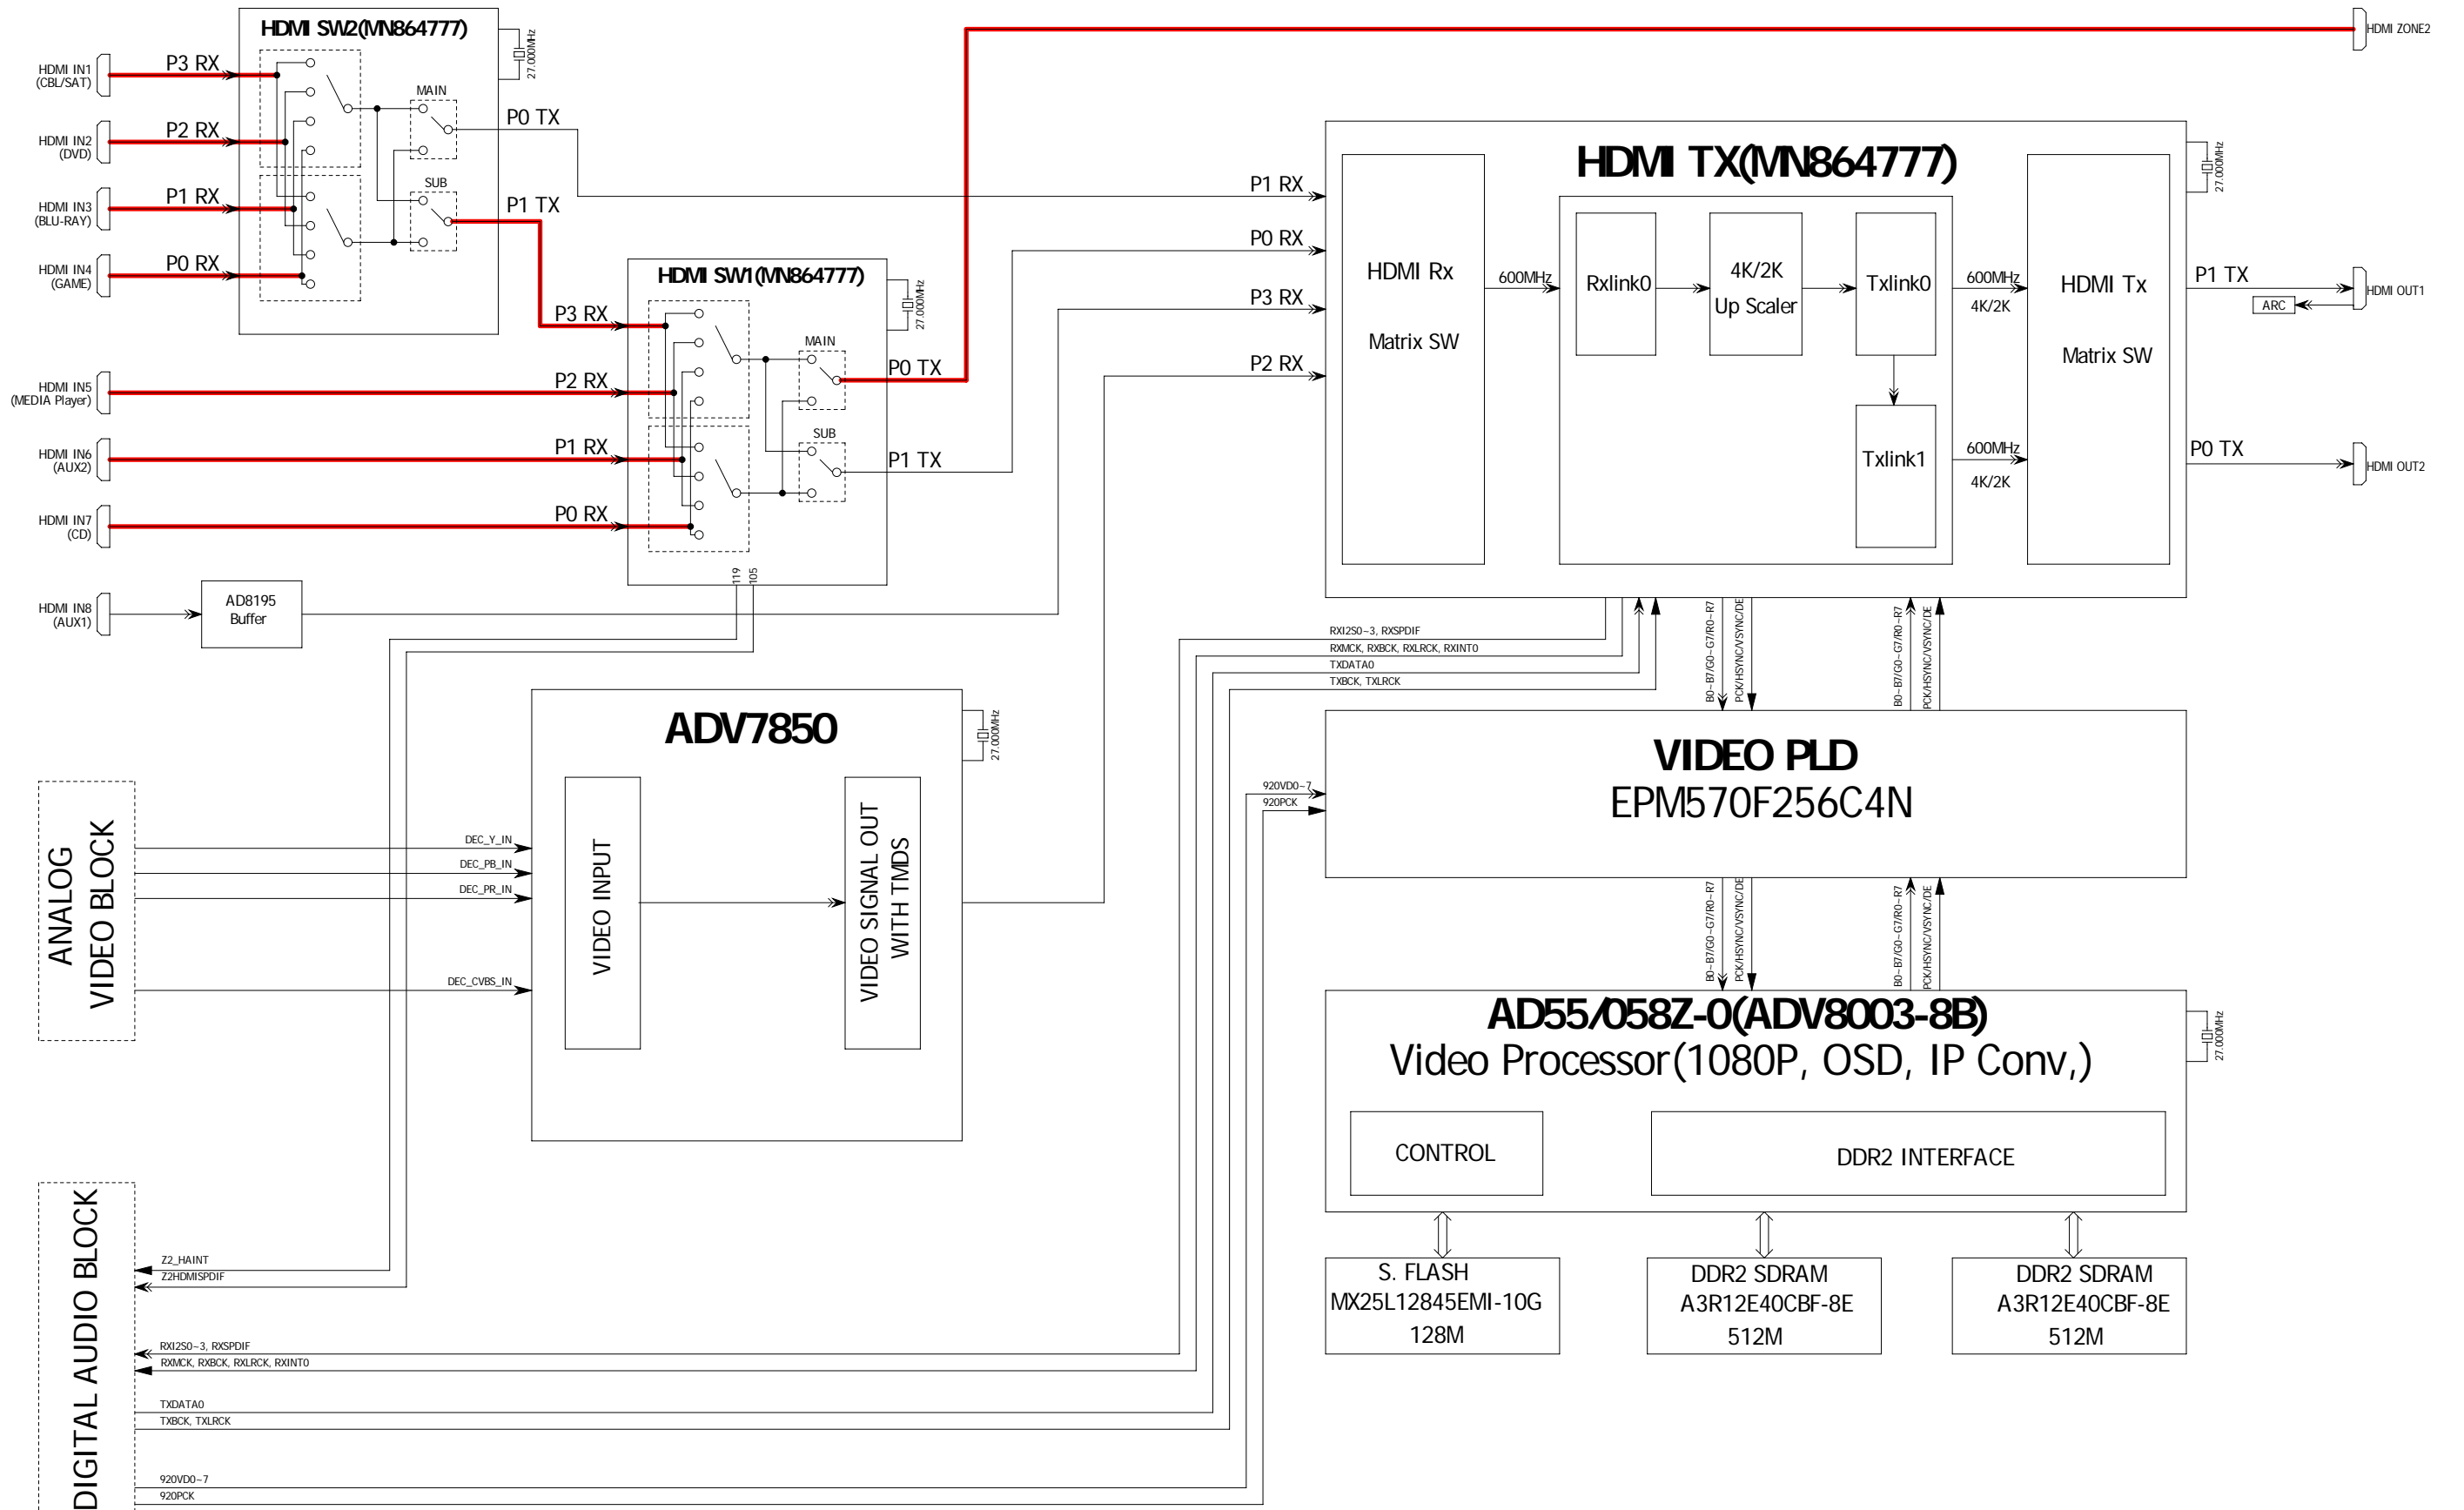 HDMI SW2(MN864777)
27.000MHz
HDMI IN1
(CBL/SAT)
P3 RX
HDMI IN2
(DVD)
P2 RX
HDMI IN3
(BLU-RAY)
P1 RX
HDMI IN4
(GAME)
P0 RX
MAIN
SUB
P0 TX
P1 TX
HDMI ZONE2
HDMI SW1(MN864777)
27.000MHz
P3 RX
HDMI IN5
(MEDIA Player)
P2 RX
HDMI IN6
(AUX2)
P1 RX
HDMI IN7
(CD)
P0 RX
MAIN
SUB
P0 TX
P1 TX
119
105
HDMI IN8
(AUX1)
AD8195
Buffer
HDMI TX(MN864777)
27.000MHz
P1 RX
P0 RX
P3 RX
P2 RX
HDMI Rx
Matrix SW
600MHz
Rxlink0
4K/2K
Up Scaler
Txlink0
Txlink1
600MHz
4K/2K
600MHz
4K/2K
HDMI Tx
Matrix SW
P1 TX
HDMI OUT1
ARC
P0 TX
HDMI OUT2
RXI2S0~3, RXSPDIF
RXMCK, RXBCK, RXLRCK, RXINT0
TXDATA0
TXBCK, TXLRCK
B0~B7/G0~G7/R0~R7
PCK/HSYNC/VSYNC/DE
B0~B7/G0~G7/R0~R7
PCK/HSYNC/VSYNC/DE
ADV7850
27.000MHz
VIDEO INPUT
VIDEO SIGNAL OUT
WITH TMDS
ANALOG
VIDEO BLOCK
DEC_Y_IN
DEC_PB_IN
DEC_PR_IN
DEC_CVBS_IN
VIDEO PLD
EPM570F256C4N
920VD0~7
920PCK
B0~B7/G0~G7/R0~R7
PCK/HSYNC/VSYNC/DE
B0~B7/G0~G7/R0~R7
PCK/HSYNC/VSYNC/DE
AD55/058Z-0(ADV8003-8B)
Video Processor(1080P, OSD, IP Conv,)
27.000MHz
CONTROL
DDR2 INTERFACE
S. FLASH
MX25L12845EMI-10G
128M
DDR2 SDRAM
A3R12E40CBF-8E
512M
DDR2 SDRAM
A3R12E40CBF-8E
512M
DIGITAL AUDIO BLOCK
Z2_HAINT
Z2HDMISPDIF
RXI2S0~3, RXSPDIF
RXMCK, RXBCK, RXLRCK, RXINT0
TXDATA0
TXBCK, TXLRCK
920VD0~7
920PCK